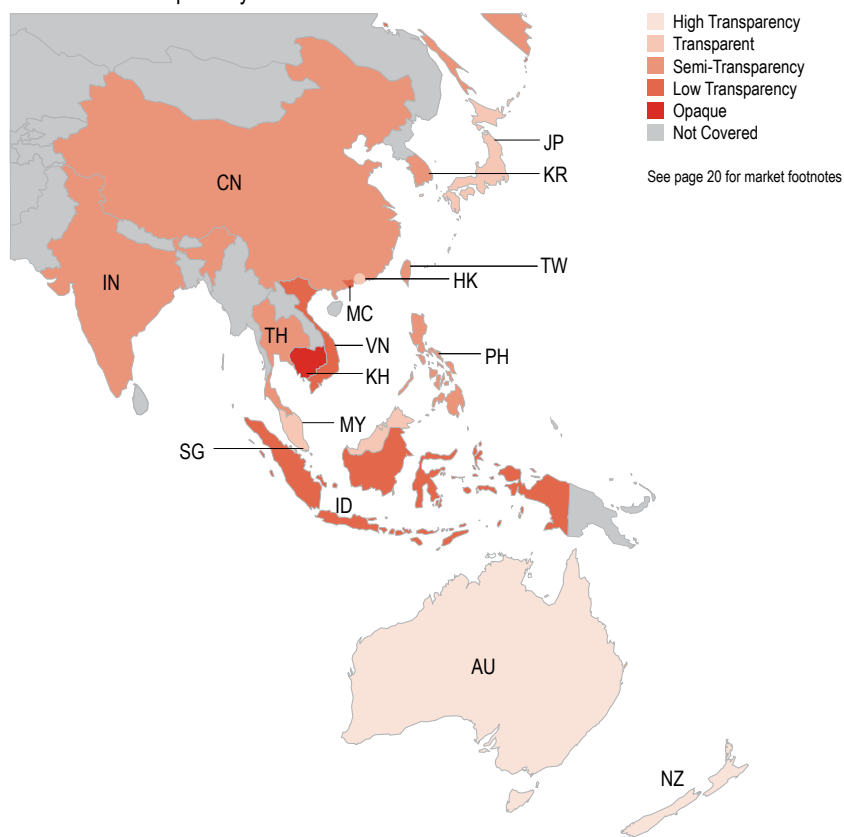 High Transparency
Transparent
Semi-Transparency
Low Transparency
Opaque
Not Covered
See page 20 for market footnotes
JP
KR
CN
TW
HK
IN
MC
TH
VN
PH
KH
MY
SG
ID
AU
NZ